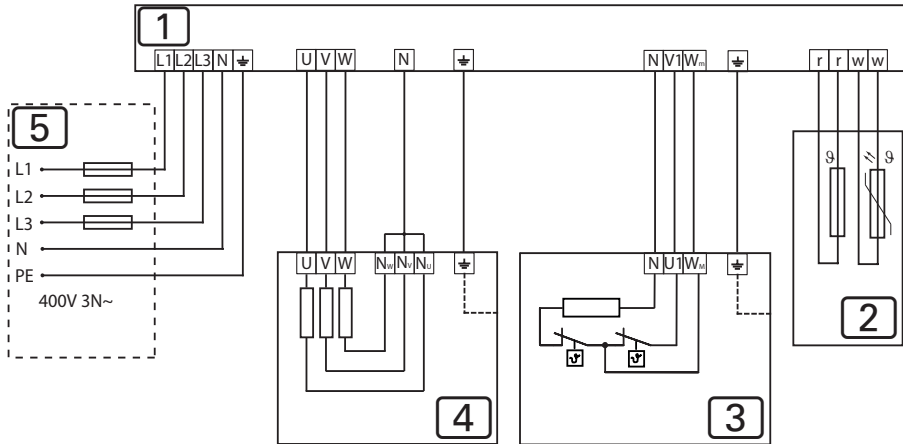 1
L1 L2 L3 N ⏚ U V W N ⏚ N V1 Wm ⏚ r r w w
5
L1
L2
L3
N
PE
400V 3N~
ϑ ϑ
U V W NW NV NU ⏚ N U1 WM ⏚
2
ϑ ϑ
4 3